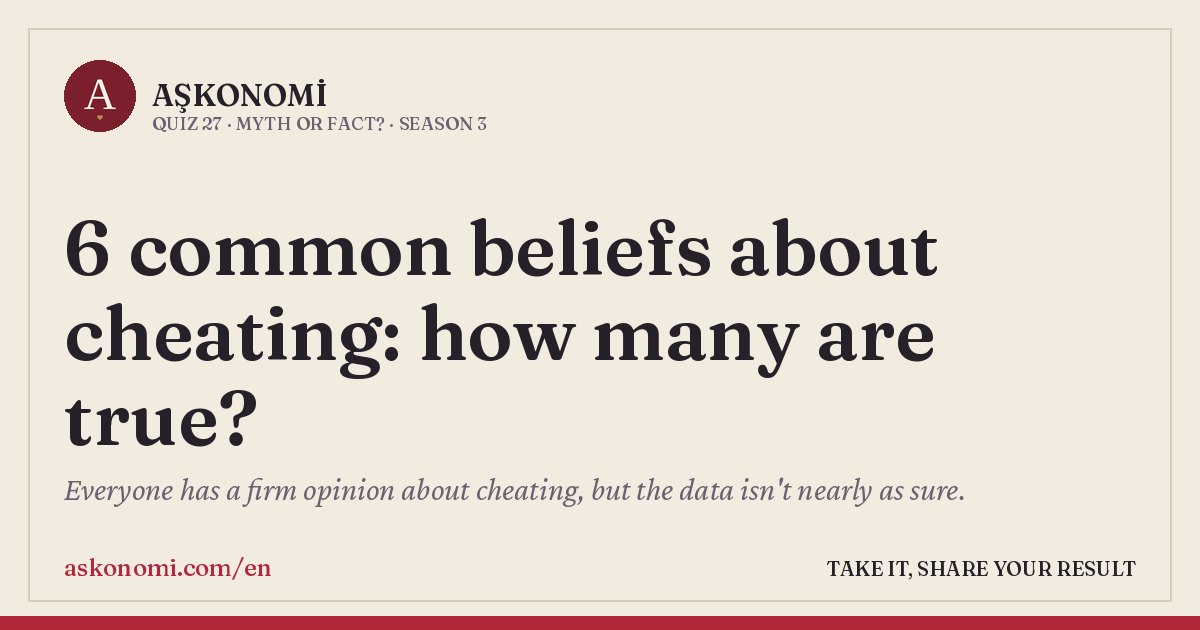 A
AŞKONOMİ
QUIZ 27 · MYTH OR FACT? · SEASON 3
6 common beliefs about
cheating: how many are
true?
Everyone has a firm opinion about cheating, but the data isn't nearly as sure.
askonomi.com/en
TAKE IT, SHARE YOUR RESULT